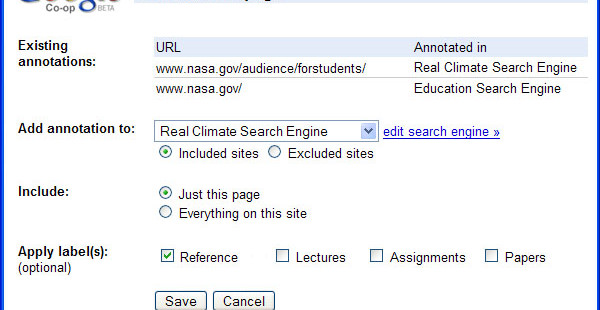 Co-op BETA
Existing annotations:
URL Annotated in
www.nasa.gov/audience/forstudents/ Real Climate Search Engine
www.nasa.gov/ Education Search Engine
Add annotation to: Real Climate Search Engine edit search engine »
Included sites Excluded sites
Include: Just this page
Everything on this site
Apply label(s): Reference Lectures Assignments Papers
(optional)
Save Cancel